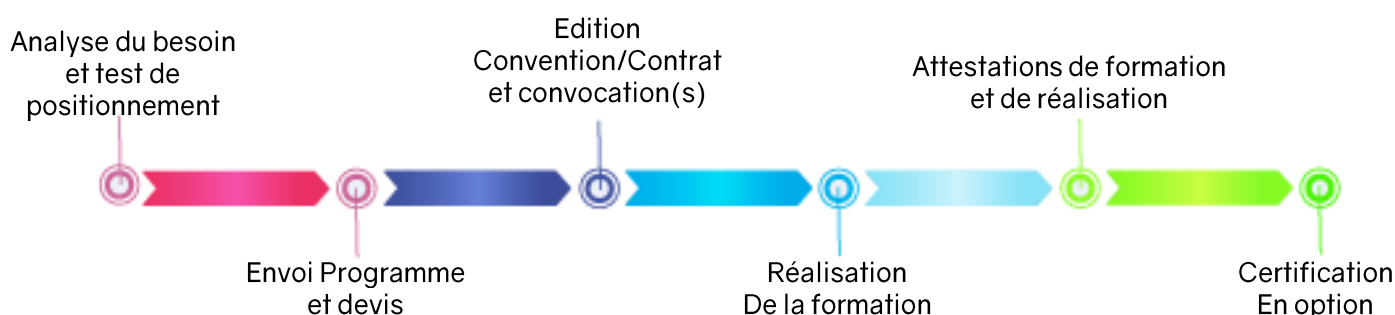 Analyse du besoin
et test de
positionnement
Envoi Programme
et devis
Edition
Convention/Contrat
et convocation(s)
Réalisation
De la formation
Attestations de formation
et de réalisation
Certification
En option